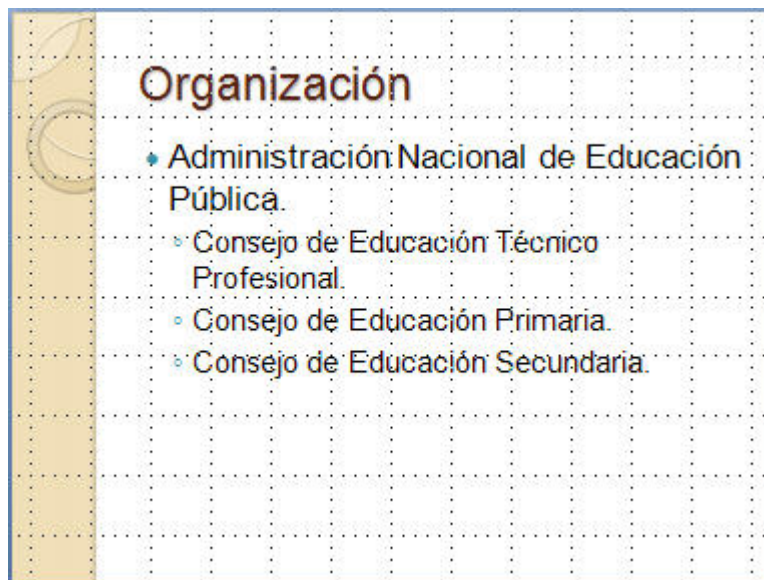 Organización
Administración Nacional de Educación
Pública.
Consejo de Educación Técnico
Profesional.
Consejo de Educación Primaria.
Consejo de Educación Secundaria.